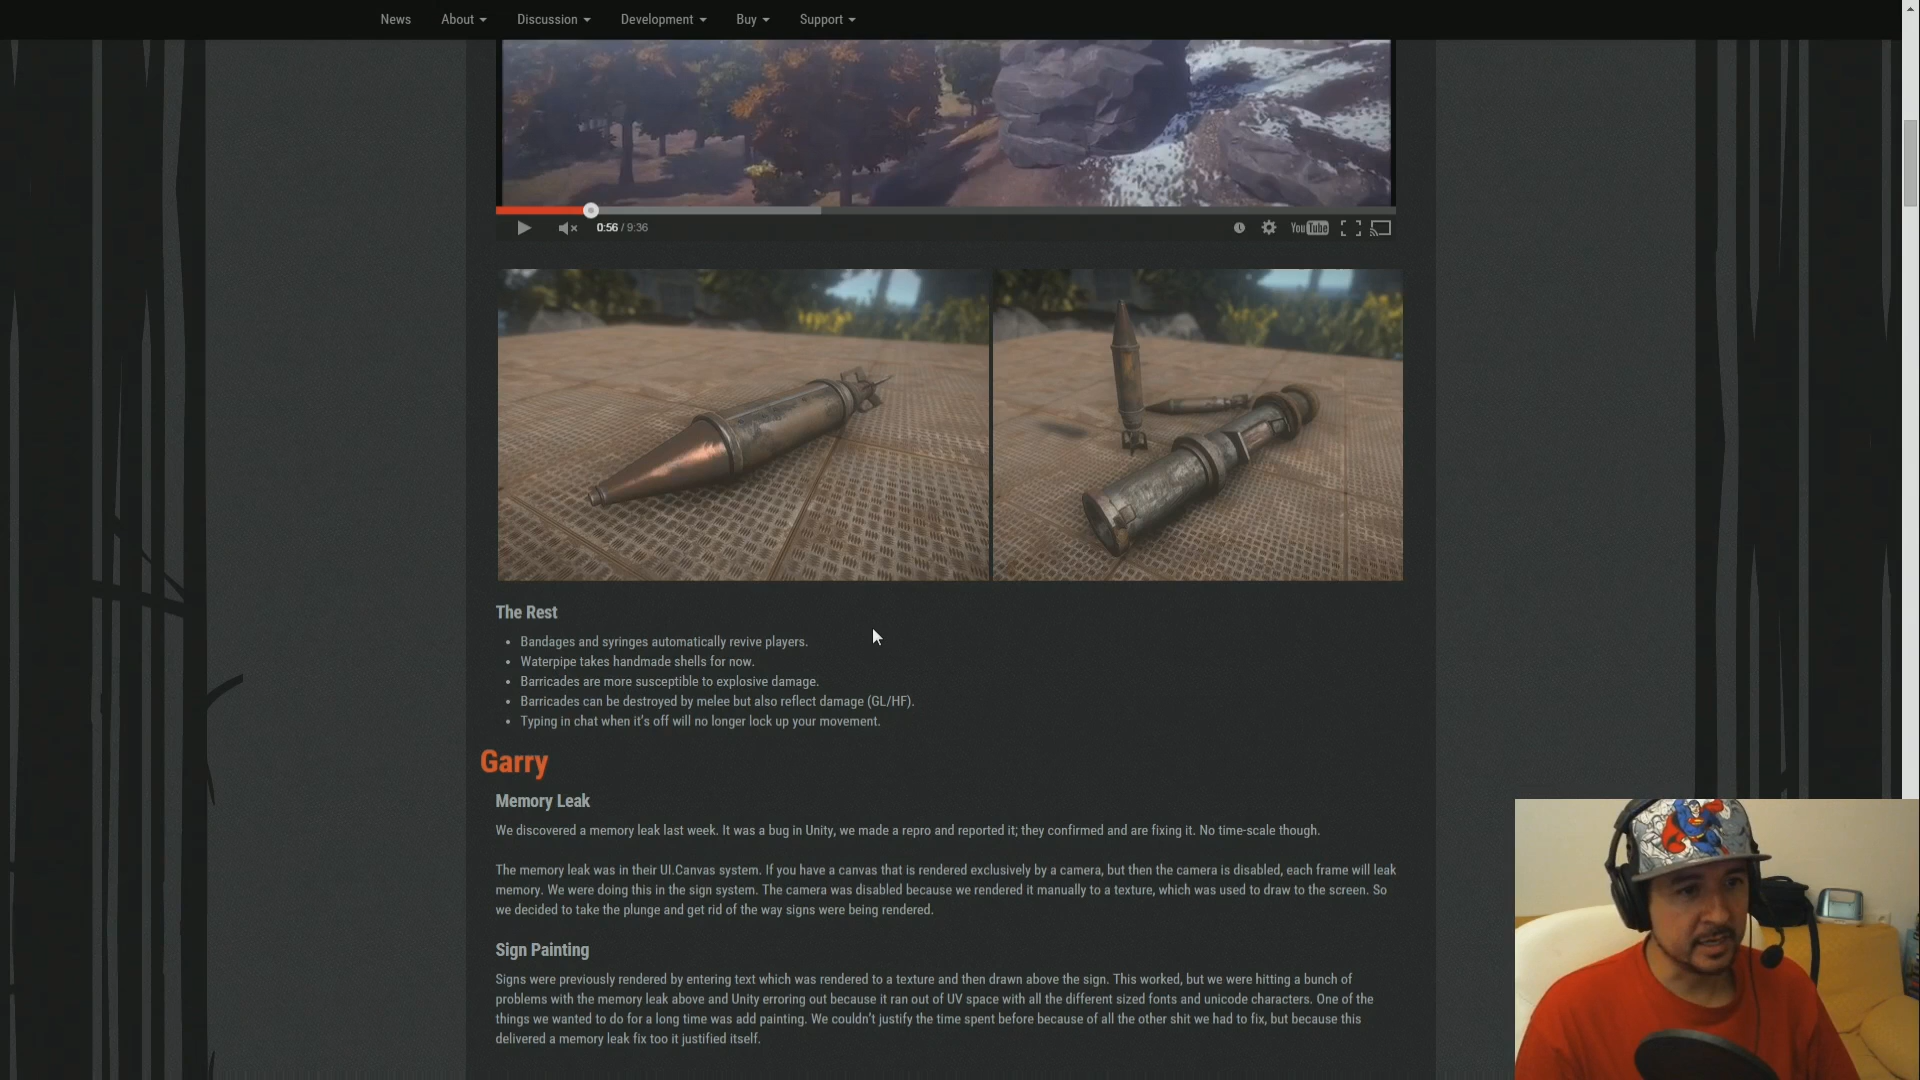 News About Discussion Development Buy Support
0:56 / 9:36 YouTube
The Rest
• Bandages and syringes automatically revive players.
• Waterpipe takes handmade shells for now.
• Barricades are more susceptible to explosive damage.
• Barricades can be destroyed by melee but also reflect damage (GL/HF).
• Typing in chat when it's off will no longer lock up your movement.
Garry
Memory Leak
We discovered a memory leak last week. It was a bug in Unity, we made a repro and reported it; they confirmed and are fixing it. No time-scale though.
The memory leak was in their UI.Canvas system. If you have a canvas that is rendered exclusively by a camera, but then the camera is disabled, each frame will leak
memory. We were doing this in the sign system. The camera was disabled because we rendered it manually to a texture, which was used to draw to the screen. So
we decided to take the plunge and get rid of the way signs were being rendered.
Sign Painting
Signs were previously rendered by entering text which was rendered to a texture and then drawn above the sign. This worked, but we were hitting a bunch of
problems with the memory leak above and Unity erroring out because it ran out of UV space with all the different sized fonts and unicode characters. One of the
things we wanted to do for a long time was add painting. We couldn't justify the time spent before because of all the other shit we had to fix, but because this
delivered a memory leak fix too it justified itself.